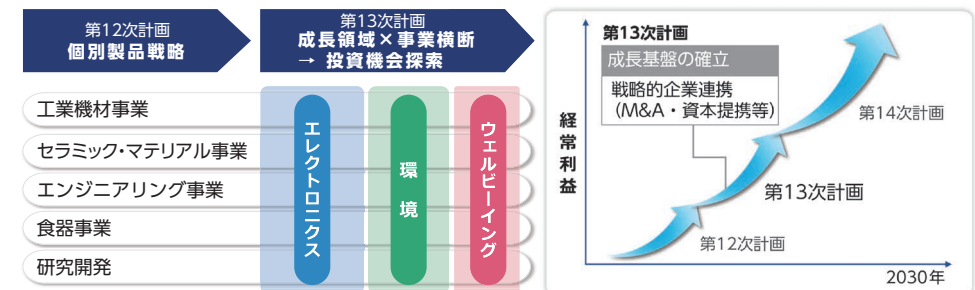 第12次計画
個別製品戦略
第13次計画
成長領域×事業横断
→ 投資機会探索
工業機材事業
セラミック・マテリアル事業
エンジニアリング事業
食器事業
研究開発
エレクトロニクス
環境
ウェルビーイング
第13次計画
成長基盤の確立
戦略的企業連携
（M&A・資本提携等）
経常利益
第14次計画
第13次計画
第12次計画
2030年